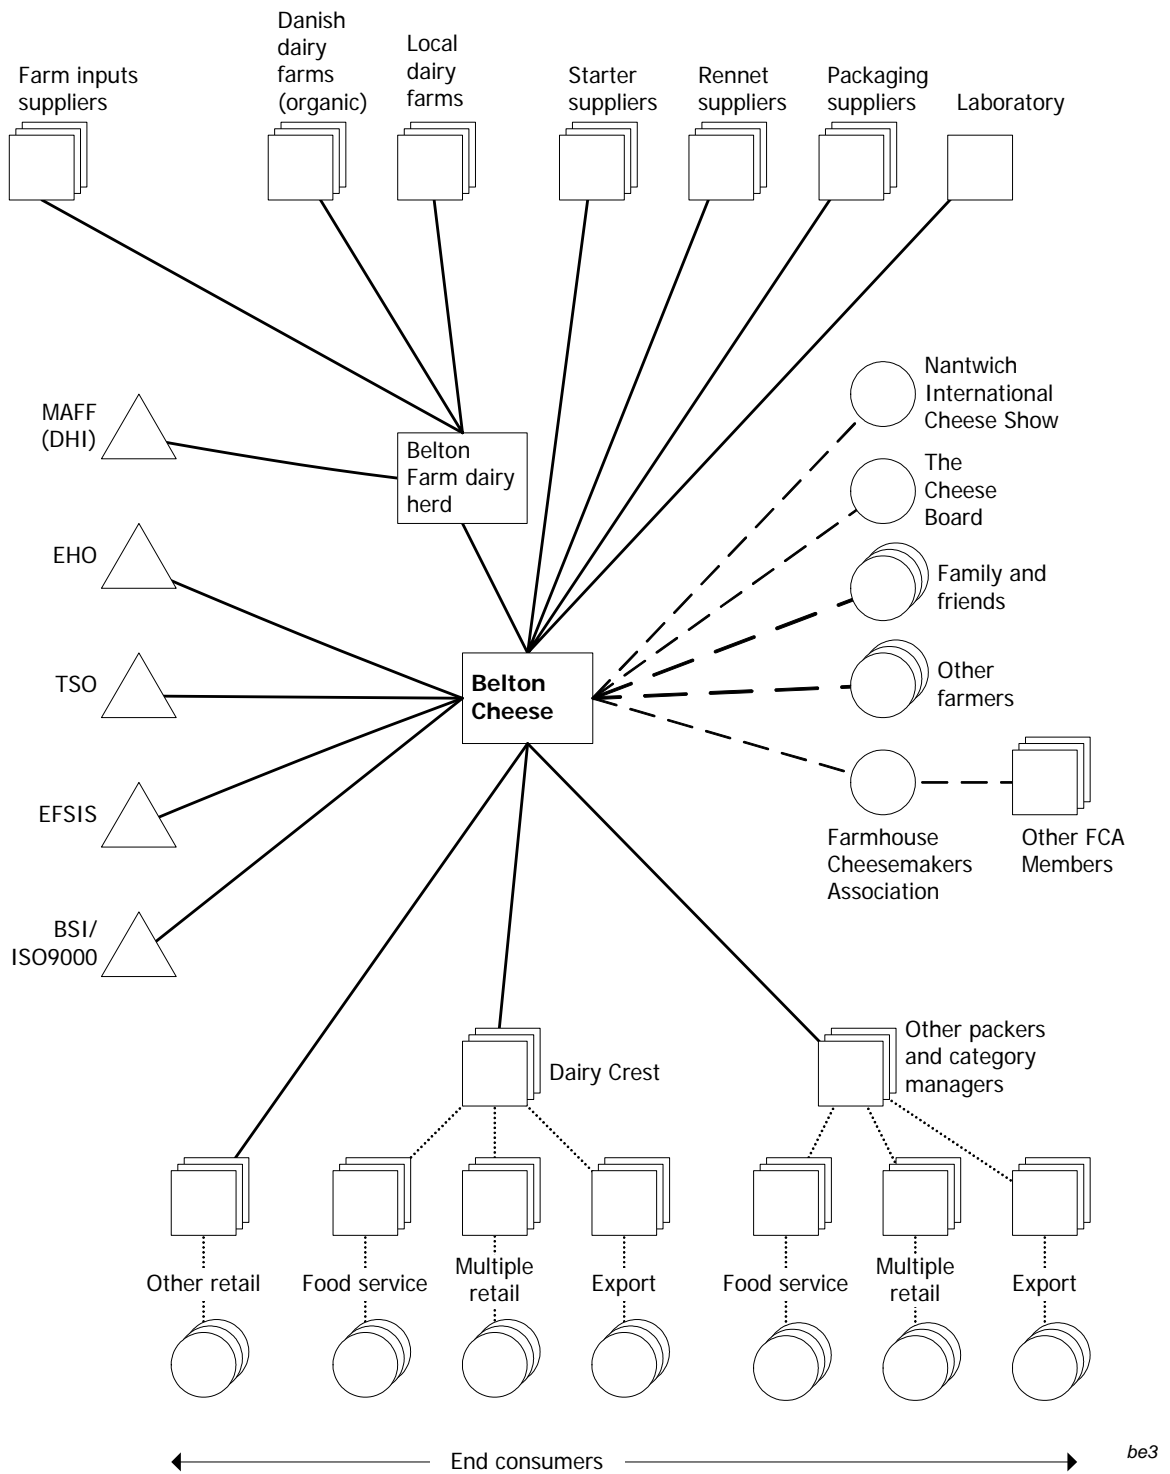 Farm inputs
suppliers
Danish
dairy
farms
(organic)
Local
dairy
farms
Starter
suppliers
Rennet
suppliers
Packaging
suppliers
Laboratory
MAFF
(DHI)
Belton
Farm dairy
herd
Nantwich
International
Cheese Show
The
Cheese
Board
EHO
Family and
friends
TSO
Belton
Cheese
Other
farmers
EFSIS
Farmhouse
Cheesemakers
Association
Other FCA
Members
BSI/
ISO9000
Dairy Crest
Other packers
and category
managers
Other retail
Food service
Multiple
retail
Export
Food service
Multiple
retail
Export
End consumers
be3